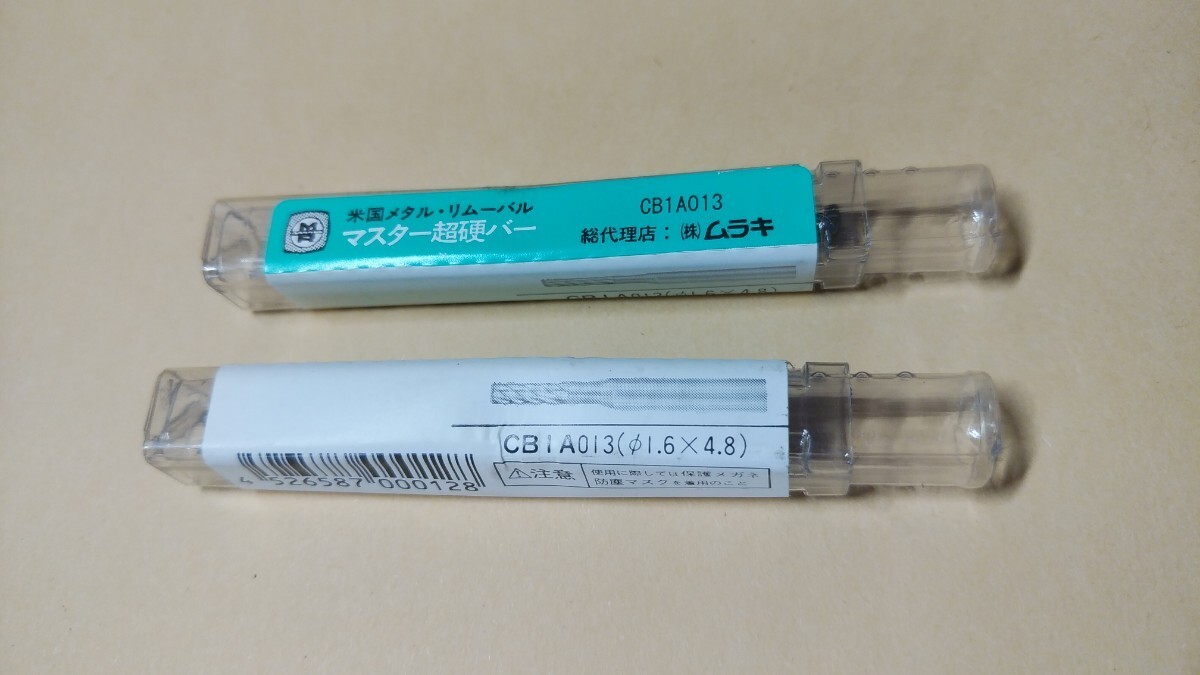 米国メタル・リムーバル
マスター超硬バー
CB1A013
総代理店：㈱ムラキ
CB1A013(φ1.6×4.8)
CB1A013(φ1.6×4.8)
4 526587 000128
⚠注意
使用に際しては保護メガネ
防塵マスクを着用のこと